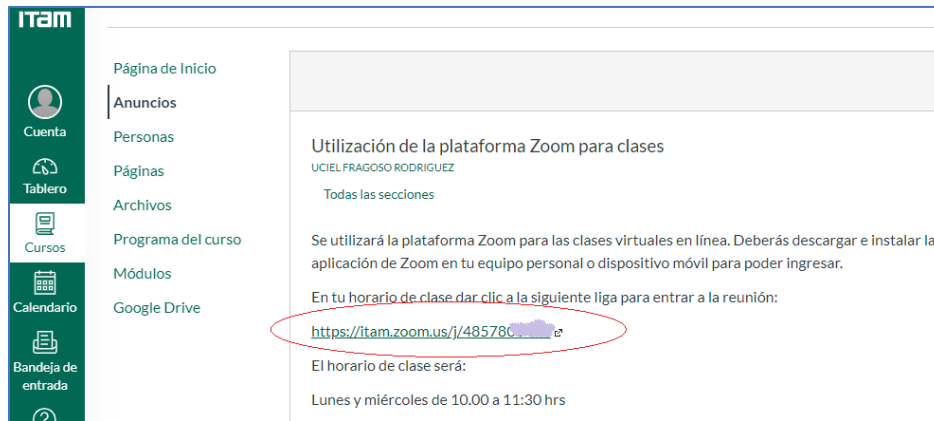 ITAM
Cuenta
Tablero
Cursos
Calendario
Bandeja de
entrada
Página de Inicio
Anuncios
Personas
Páginas
Archivos
Programa del curso
Módulos
Google Drive
Utilización de la plataforma Zoom para clases
UCIEL FRAGOSO RODRIGUEZ
Todas las secciones
Se utilizará la plataforma Zoom para las clases virtuales en línea. Deberás descargar e instalar la
aplicación de Zoom en tu equipo personal o dispositivo móvil para poder ingresar.
En tu horario de clase dar clic a la siguiente liga para entrar a la reunión:
https://itam.zoom.us/j/48578
El horario de clase será:
Lunes y miércoles de 10.00 a 11:30 hrs